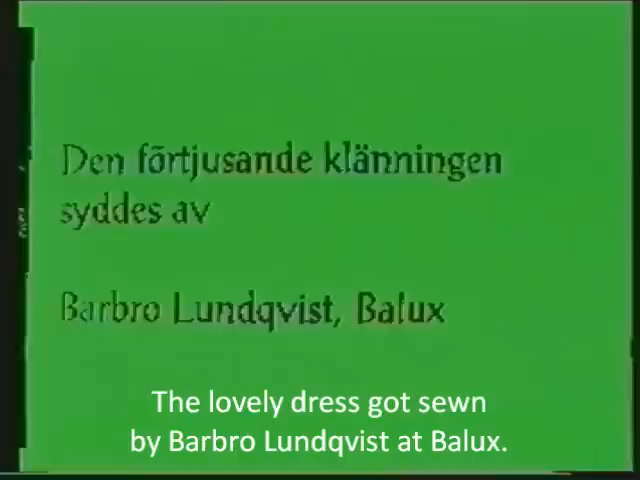 Den förtjusande klänningen
syddes av
Barbro Lundqvist, Balux
The lovely dress got sewn
by Barbro Lundqvist at Balux.